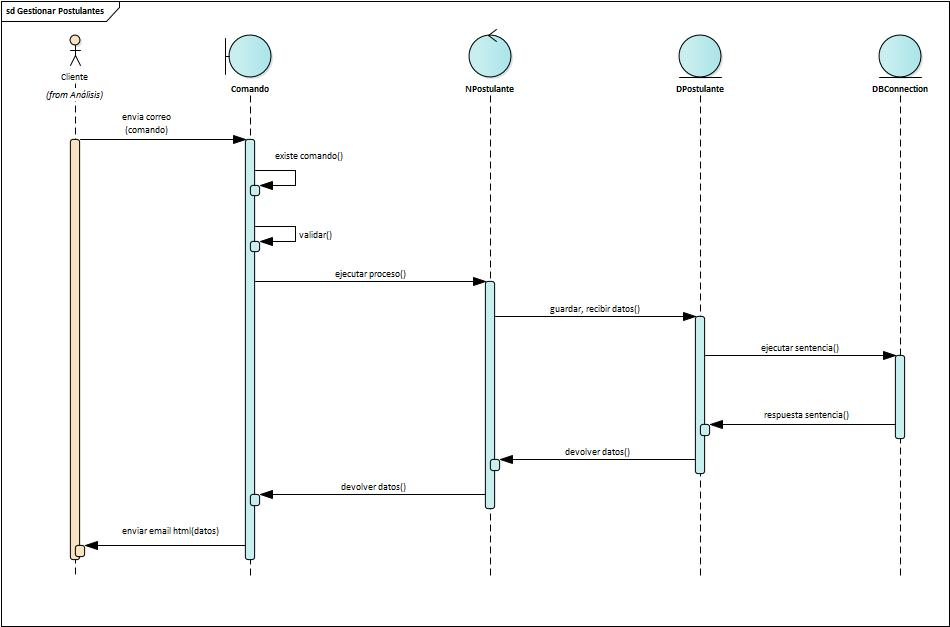 sd Gestionar Postulantes
Cliente
(from Análisis)
Comando
NPostulante
DPostulante
DBConnection
envia correo
(comando)
existe comando()
validar()
ejecutar proceso()
guardar, recibir datos()
ejecutar sentencia()
respuesta sentencia()
devolver datos()
devolver datos()
enviar email html(datos)